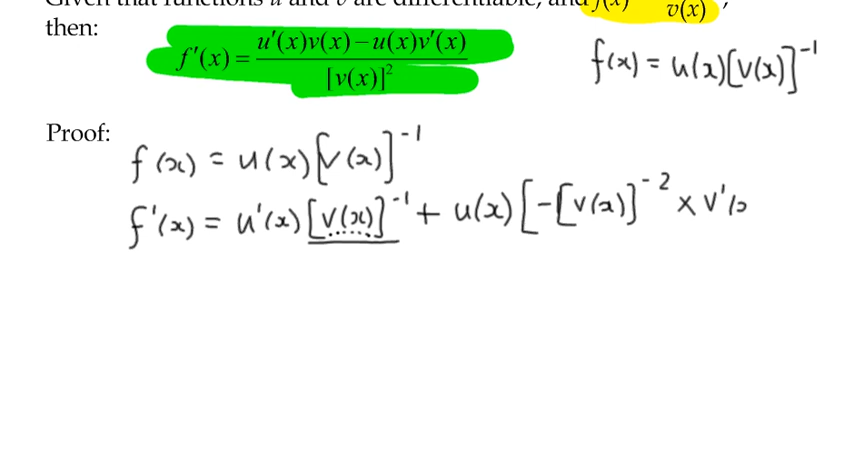 Given that functions u and v are differentiable, and f(x)
v(x) ,
then:
f'(x) = u'(x)v(x) − u(x)v'(x) / [v(x)]²
f(x) = u(x)[v(x)]⁻¹
Proof:
f(x) = u(x)[v(x)]⁻¹
f'(x) = u'(x)[v(x)]⁻¹ + u(x)[−[v(x)]⁻² × v'(